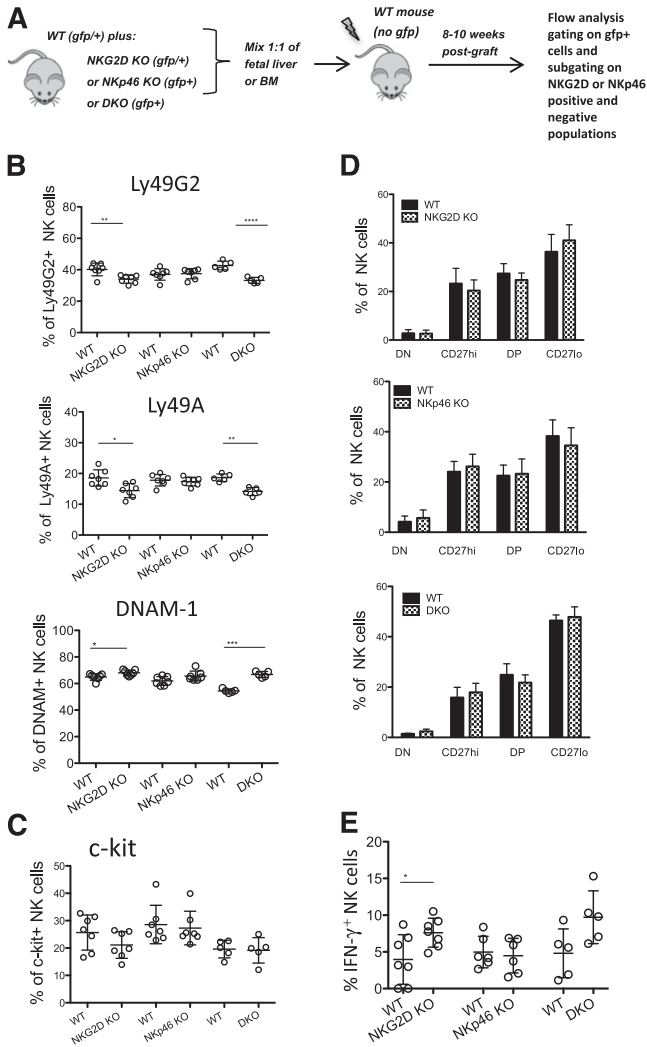 A
WT (gfp/+) plus:
NKG2D KO (gfp/+)
or NKp46 KO (gfp+)
or DKO (gfp+)
Mix 1:1 of
fetal liver
or BM
WT mouse
(no gfp)
8-10 weeks
post-graft
Flow analysis
gating on gfp+
cells and
subgating on
NKG2D or NKp46
positive and
negative
populations
B
Ly49G2
% of Ly49G2+ NK cells
80
60
40
20
0
**
****
WT
NKG2D KO
WT
NKp46 KO
WT
DKO
Ly49A
% of Ly49A+ NK cells
40
30
20
10
0
*
**
WT
NKG2D KO
WT
NKp46 KO
WT
DKO
DNAM-1
% of DNAM+ NK cells
100
80
60
40
20
0
*
***
WT
NKG2D KO
WT
NKp46 KO
WT
DKO
C
c-kit
% of c-kit+ NK cells
50
40
30
20
10
0
WT
NKG2D KO
WT
NKp46 KO
WT
DKO
D
% of NK cells
60
40
20
0
WT
NKG2D KO
DN
CD27hi
DP
CD27lo
% of NK cells
60
40
20
0
WT
NKp46 KO
DN
CD27hi
DP
CD27lo
% of NK cells
60
40
20
0
WT
DKO
DN
CD27hi
DP
CD27lo
E
% IFN-γ+ NK cells
20
15
10
5
0
*
WT
NKG2D KO
WT
NKp46 KO
WT
DKO